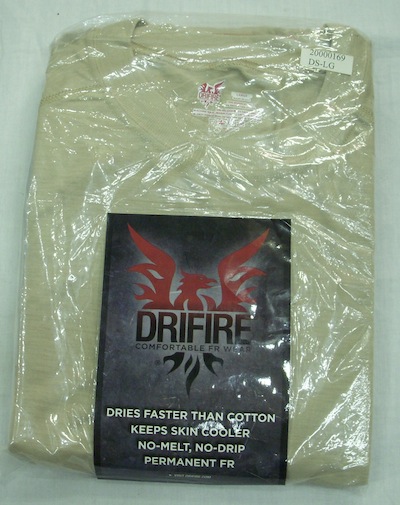 20000169
DS-LG
DRIFIRE
DRIFIRE
COMFORTABLE FR WEAR
DRIES FASTER THAN COTTON
KEEPS SKIN COOLER
NO-MELT, NO-DRIP
PERMANENT FR